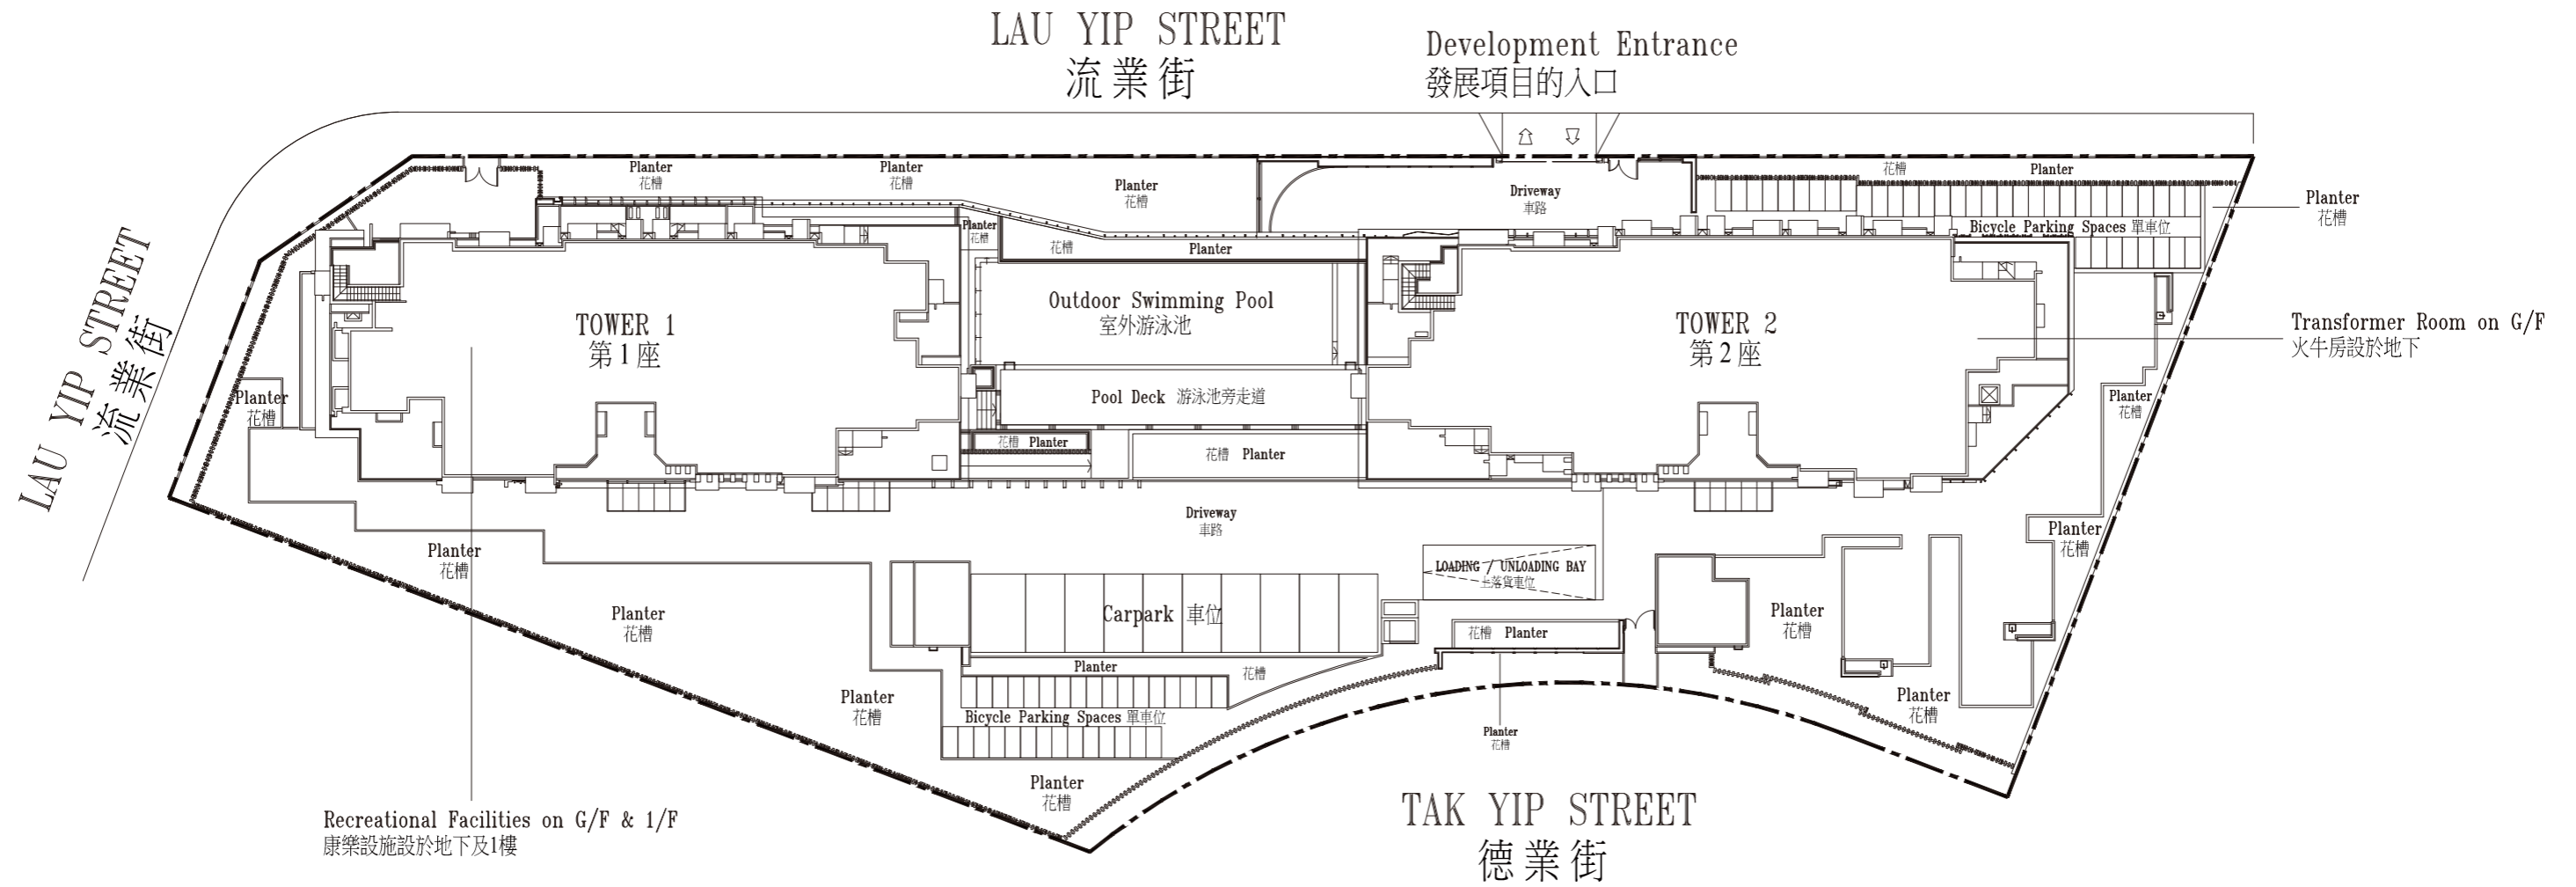 LAU YIP STREET
流業街
Development Entrance
發展項目的入口
Planter
花槽
Planter
花槽
Planter
花槽
Driveway
車路
花槽 Planter
Planter
花槽
Bicycle Parking Spaces 單車位
Planter
花槽
花槽 Planter
LAU YIP STREET
流業街
Outdoor Swimming Pool
室外游泳池
TOWER 1
第1座
TOWER 2
第2座
Transformer Room on G/F
火牛房設於地下
Pool Deck 游泳池旁走道
Planter
花槽
Planter
花槽
花槽 Planter
花槽 Planter
Driveway
車路
Planter
花槽
Planter
花槽
LOADING / UNLOADING BAY
上落貨車位
Planter
花槽
Carpark 車位
Planter
花槽
花槽 Planter
Planter 花槽
Planter
花槽
Planter
花槽
Bicycle Parking Spaces 單車位
Planter
花槽
Planter
花槽
Recreational Facilities on G/F & 1/F
康樂設施設於地下及1樓
TAK YIP STREET
德業街